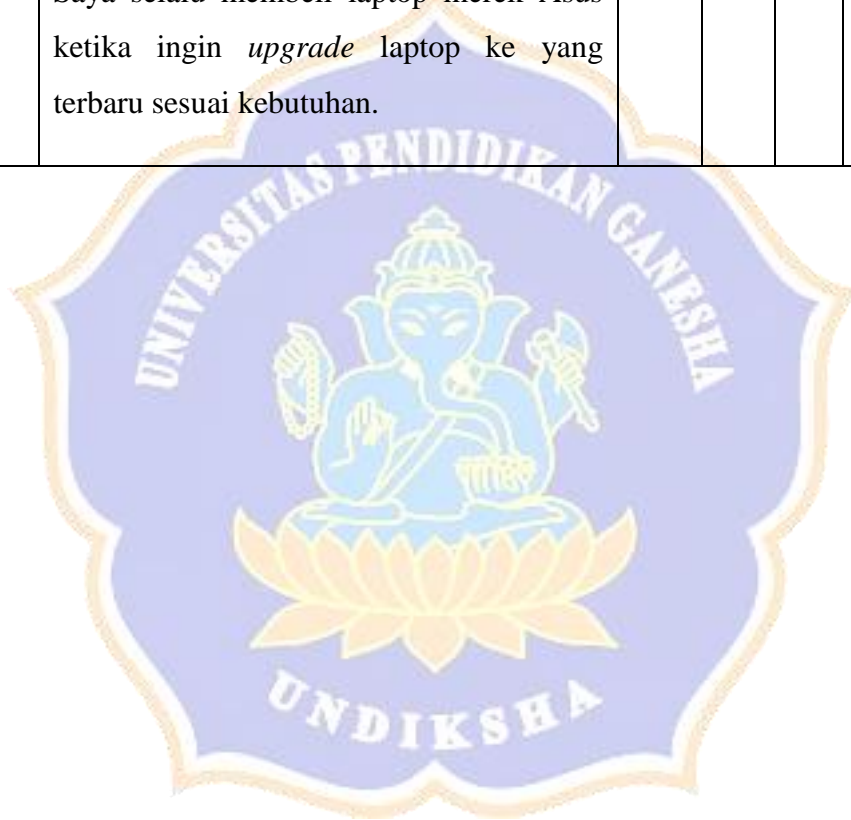 Saya selalu membeli laptop merek Asus
ketika ingin upgrade laptop ke yang
terbaru sesuai kebutuhan.
UNIVERSITAS PENDIDIKAN GANESHA
UNDIKSHA